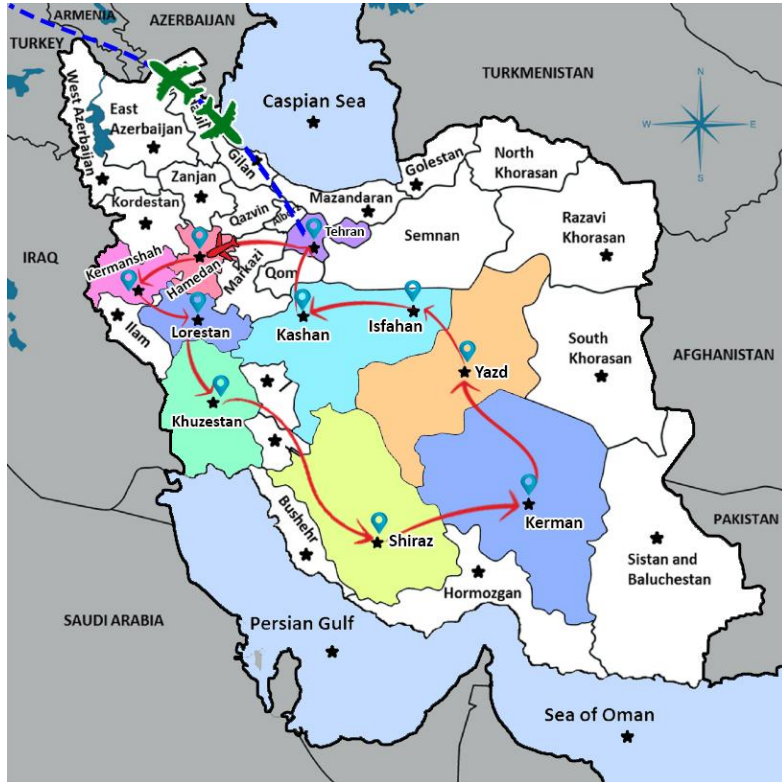 ARMENIA
AZERBAIJAN
TURKEY
TURKMENISTAN
N
W
E
S
Caspian Sea
West Azerbaijan
East
Azerbaijan
Gilan
Zanjan
Kordestan
Qazvin
Alborz
Mazandaran
Golestan
North
Khorasan
Tehran
Semnan
Razavi
Khorasan
IRAQ
Kermanshah
Hamedan
Markazi
Qom
Ilam
Lorestan
Kashan
Isfahan
South
Khorasan
AFGHANISTAN
Yazd
Khuzestan
Bushehr
Shiraz
Kerman
PAKISTAN
Sistan and
Baluchestan
Hormozgan
SAUDI ARABIA
Persian Gulf
Sea of Oman